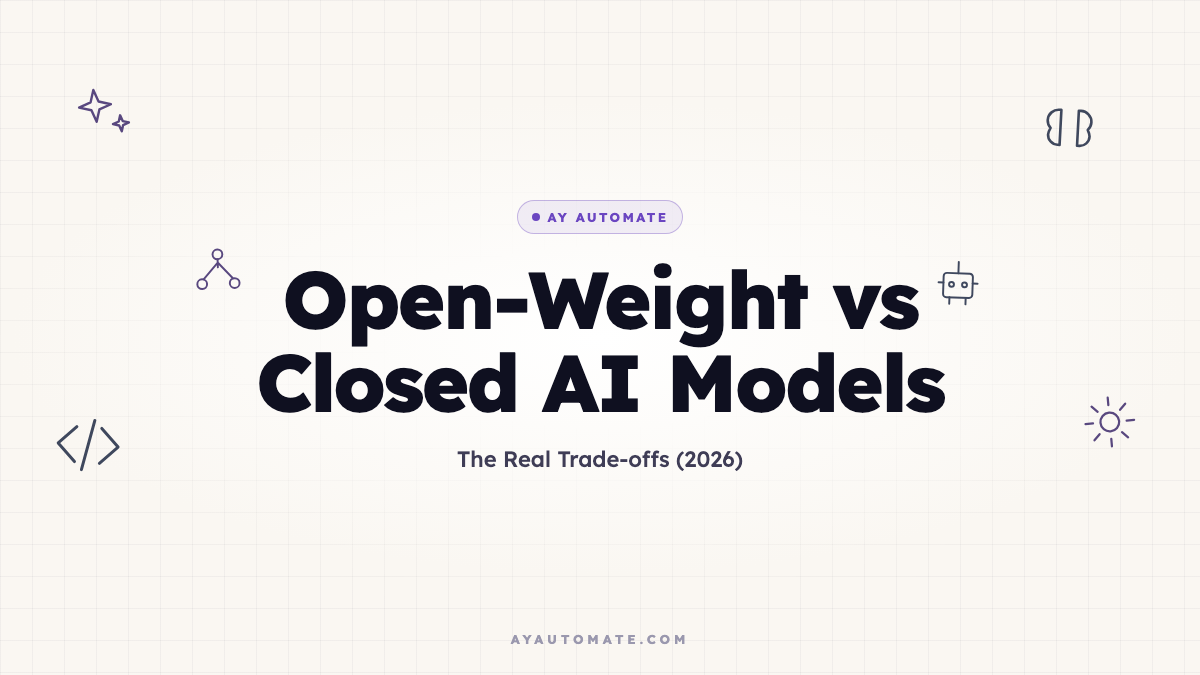 AY AUTOMATE
Open-Weight vs
Closed AI Models
The Real Trade-offs (2026)
AYAUTOMATE.COM